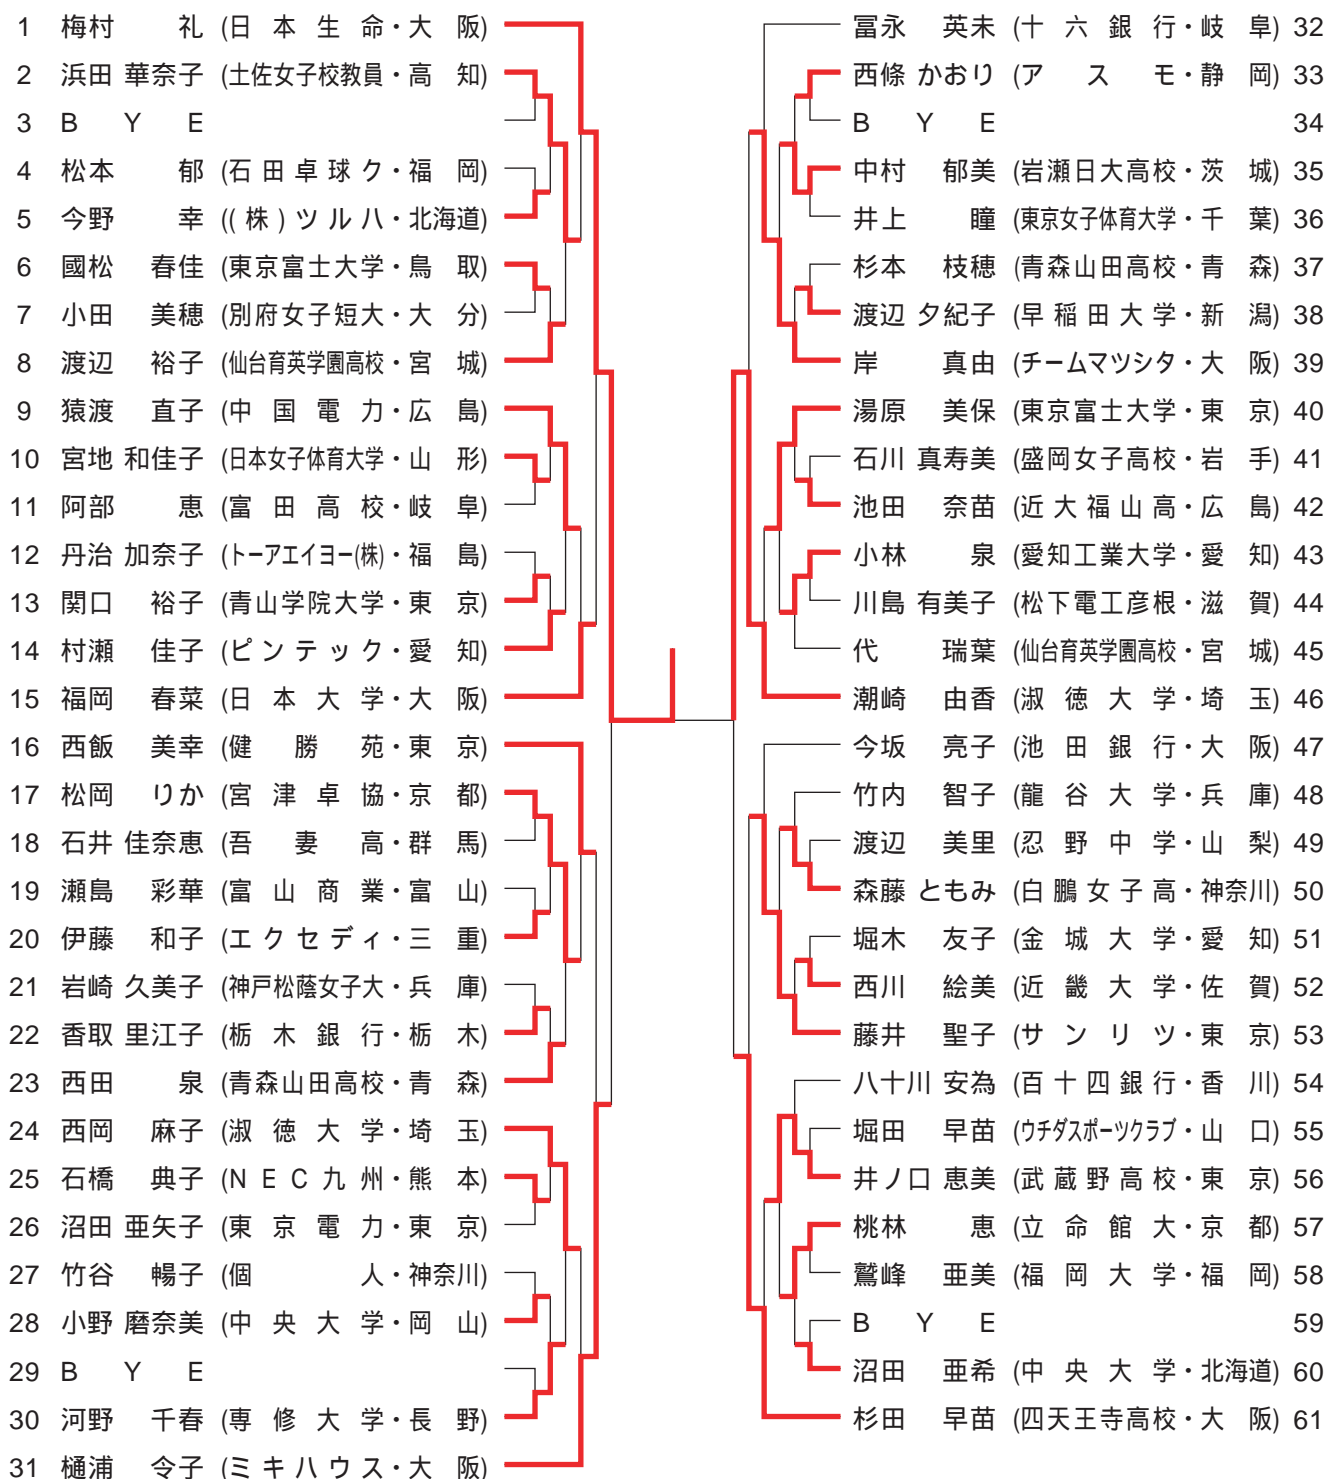 1 梅村 礼 (日本生命・大阪)
2 浜田 華奈子 (土佐女子校教員・高知)
3 BYE
4 松本 郁 (石田卓球ク・福岡)
5 今野 幸 ((株)ツルハ・北海道)
6 國松 春佳 (東京富士大学・鳥取)
7 小田 美穂 (別府女子短大・大分)
8 渡辺 裕子 (仙台育英学園高校・宮城)
9 猿渡 直子 (中国電力・広島)
10 宮地 和佳子 (日本女子体育大学・山形)
11 阿部 恵 (富田高校・岐阜)
12 丹治 加奈子 (トーアエイヨー(株)・福島)
13 関口 裕子 (青山学院大学・東京)
14 村瀬 佳子 (ピンテック・愛知)
15 福岡 春菜 (日本大学・大阪)
16 西飯 美幸 (健勝苑・東京)
17 松岡 りか (宮津卓協・京都)
18 石井 佳奈恵 (吾妻高・群馬)
19 瀬島 彩華 (富山商業・富山)
20 伊藤 和子 (エクセディ・三重)
21 岩崎 久美子 (神戸松蔭女子大・兵庫)
22 香取 里江子 (栃木銀行・栃木)
23 西田 泉 (青森山田高校・青森)
24 西岡 麻子 (淑徳大学・埼玉)
25 石橋 典子 (NEC九州・熊本)
26 沼田 亜矢子 (東京電力・東京)
27 竹谷 暢子 (個人・神奈川)
28 小野 磨奈美 (中央大学・岡山)
29 BYE
30 河野 千春 (専修大学・長野)
31 樋浦 令子 (ミキハウス・大阪)
冨永 英未 (十六銀行・岐阜) 32
西條 かおり (アスモ・静岡) 33
BYE 34
中村 郁美 (岩瀬日大高校・茨城) 35
井上 瞳 (東京女子体育大学・千葉) 36
杉本 枝穂 (青森山田高校・青森) 37
渡辺 夕紀子 (早稲田大学・新潟) 38
岸 真由 (チームマツシタ・大阪) 39
湯原 美保 (東京富士大学・東京) 40
石川 真寿美 (盛岡女子高校・岩手) 41
池田 奈苗 (近大福山高・広島) 42
小林 泉 (愛知工業大学・愛知) 43
川島 有美子 (松下電工彦根・滋賀) 44
代 瑞葉 (仙台育英学園高校・宮城) 45
潮崎 由香 (淑徳大学・埼玉) 46
今坂 亮子 (池田銀行・大阪) 47
竹内 智子 (龍谷大学・兵庫) 48
渡辺 美里 (忍野中学・山梨) 49
森藤 ともみ (白鵬女子高・神奈川) 50
堀木 友子 (金城大学・愛知) 51
西川 絵美 (近畿大学・佐賀) 52
藤井 聖子 (サンリツ・東京) 53
八十川 安為 (百十四銀行・香川) 54
堀田 早苗 (ウチダスポーツクラブ・山口) 55
井ノ口 恵美 (武蔵野高校・東京) 56
桃林 恵 (立命館大・京都) 57
鷲峰 亜美 (福岡大学・福岡) 58
BYE 59
沼田 亜希 (中央大学・北海道) 60
杉田 早苗 (四天王寺高校・大阪) 61